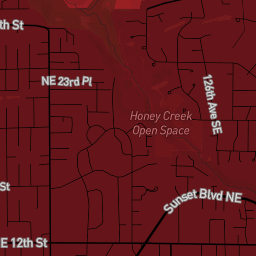 th St
NE 23rd Pl
126th Ave SE
Honey Creek
Open Space
St
Sunset Blvd NE
E 12th St